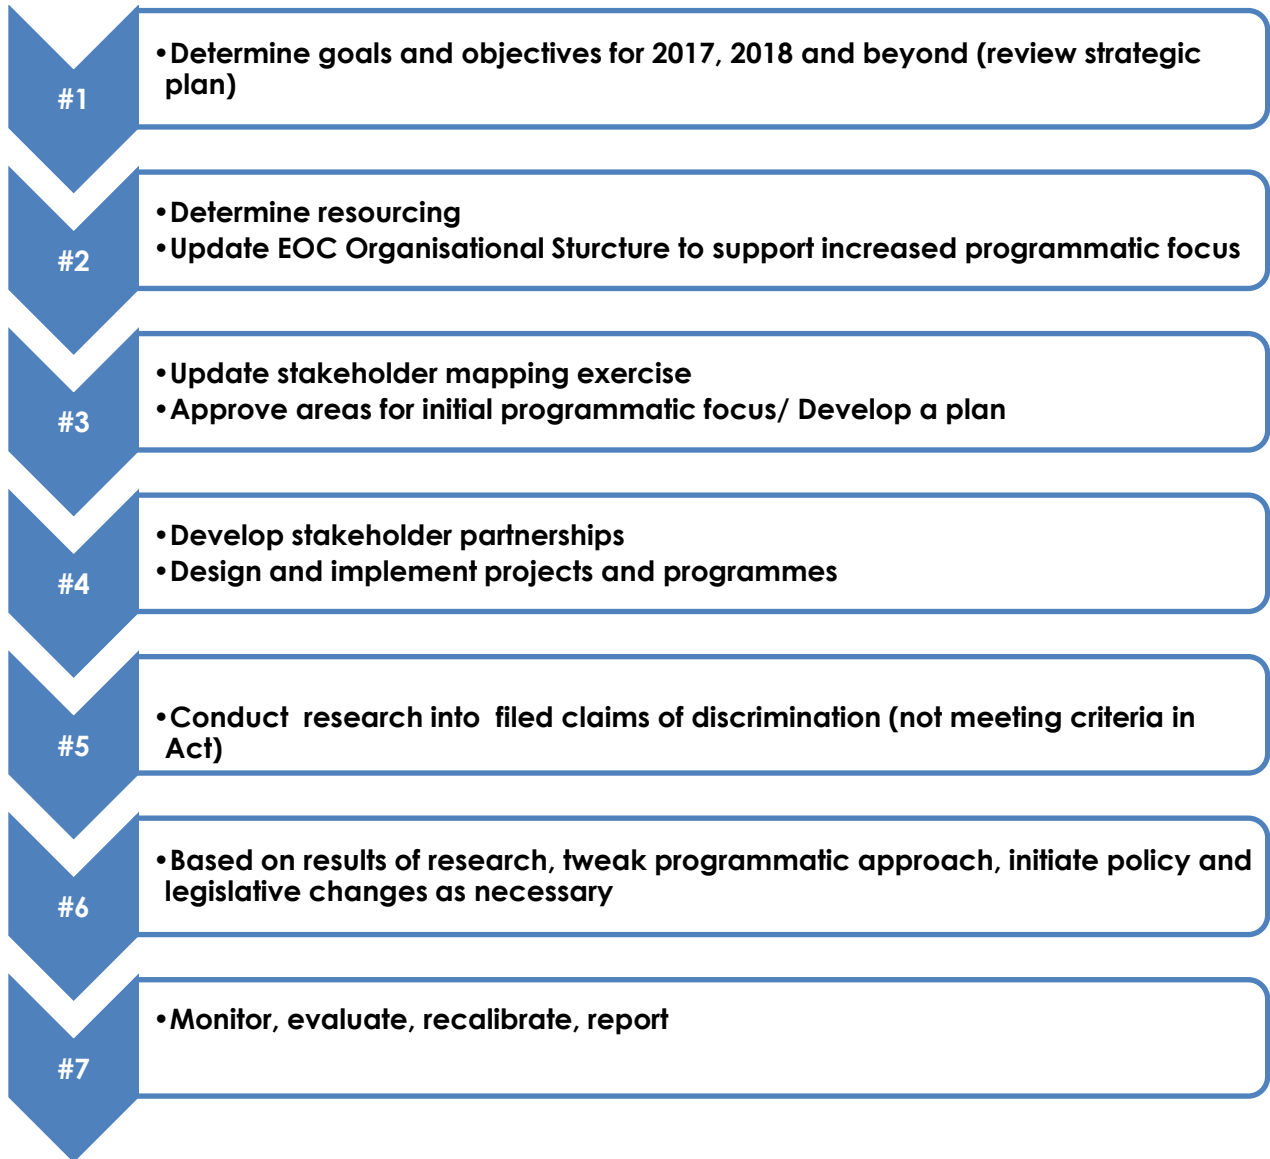 #1
•Determine goals and objectives for 2017, 2018 and beyond (review strategic
plan)
#2
•Determine resourcing
•Update EOC Organisational Sturcture to support increased programmatic focus
#3
•Update stakeholder mapping exercise
•Approve areas for initial programmatic focus/ Develop a plan
#4
•Develop stakeholder partnerships
•Design and implement projects and programmes
#5
•Conduct research into filed claims of discrimination (not meeting criteria in
Act)
#6
•Based on results of research, tweak programmatic approach, initiate policy and
legislative changes as necessary
#7
•Monitor, evaluate, recalibrate, report